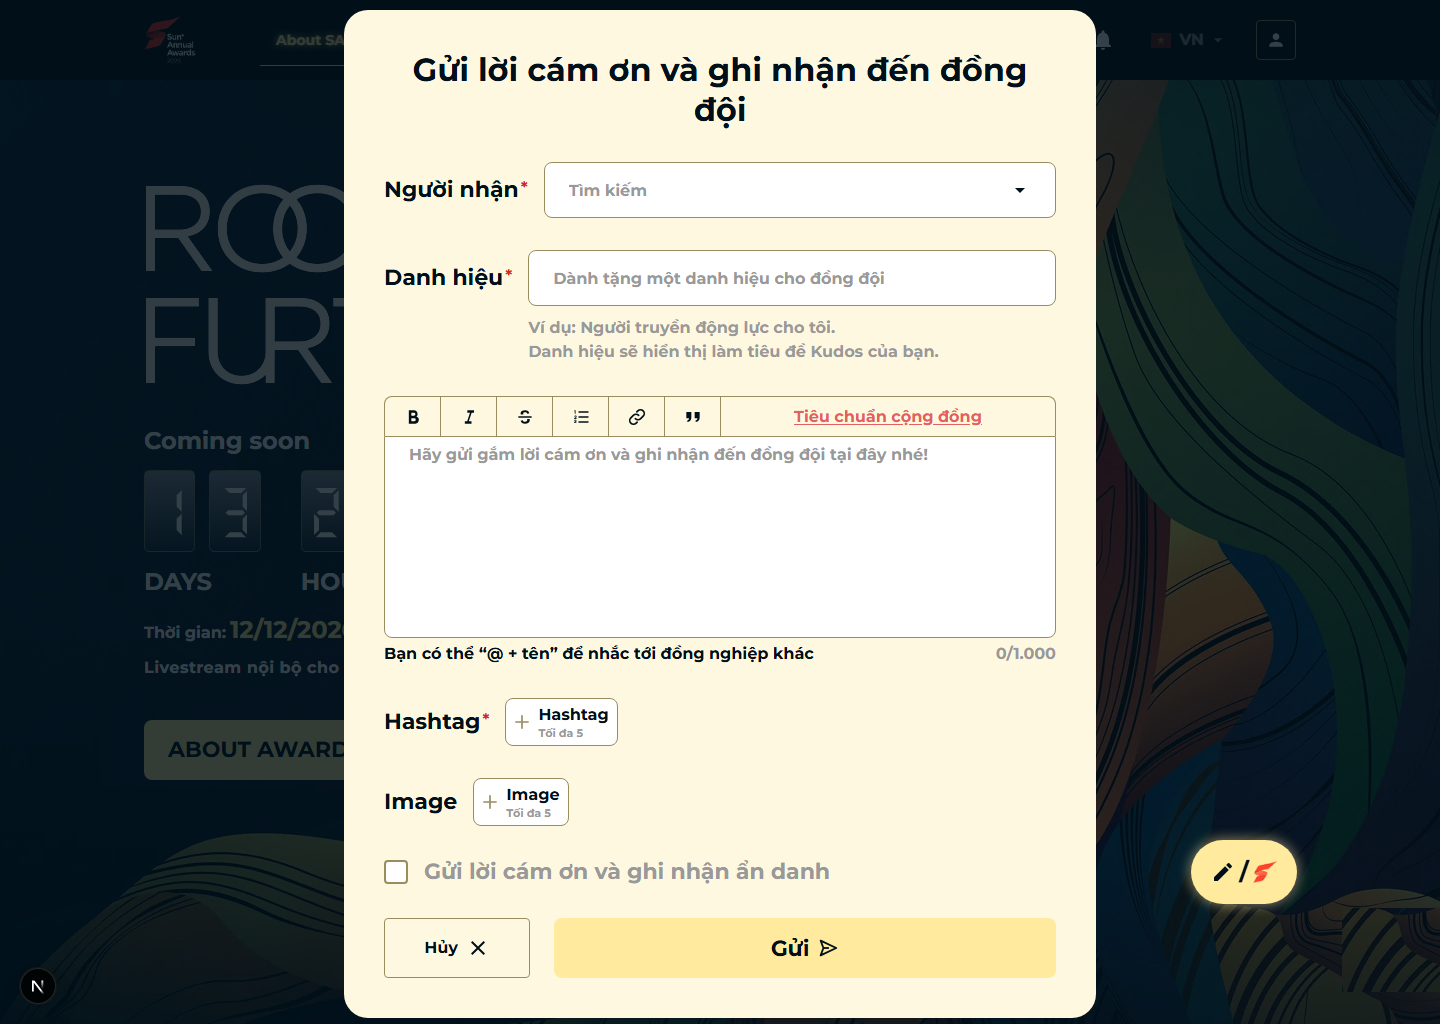 Sun*
Annual
Awards
About SA
VN
Gửi lời cám ơn và ghi nhận đến đồng
đội
Người nhận*
Tìm kiếm
Danh hiệu*
Dành tặng một danh hiệu cho đồng đội
Ví dụ: Người truyền động lực cho tôi.
Danh hiệu sẽ hiển thị làm tiêu đề Kudos của bạn.
B I S
Tiêu chuẩn cộng đồng
Hãy gửi gắm lời cám ơn và ghi nhận đến đồng đội tại đây nhé!
Bạn có thể “@ + tên” để nhắc tới đồng nghiệp khác
0/1.000
Hashtag*
Hashtag
Tối đa 5
Image
Image
Tối đa 5
Gửi lời cám ơn và ghi nhận ẩn danh
Hủy
Gửi
ROO
FURT
Coming soon
13 2
DAYS
HOU
Thời gian: 12/12/202
Livestream nội bộ cho
ABOUT AWARD
/
N